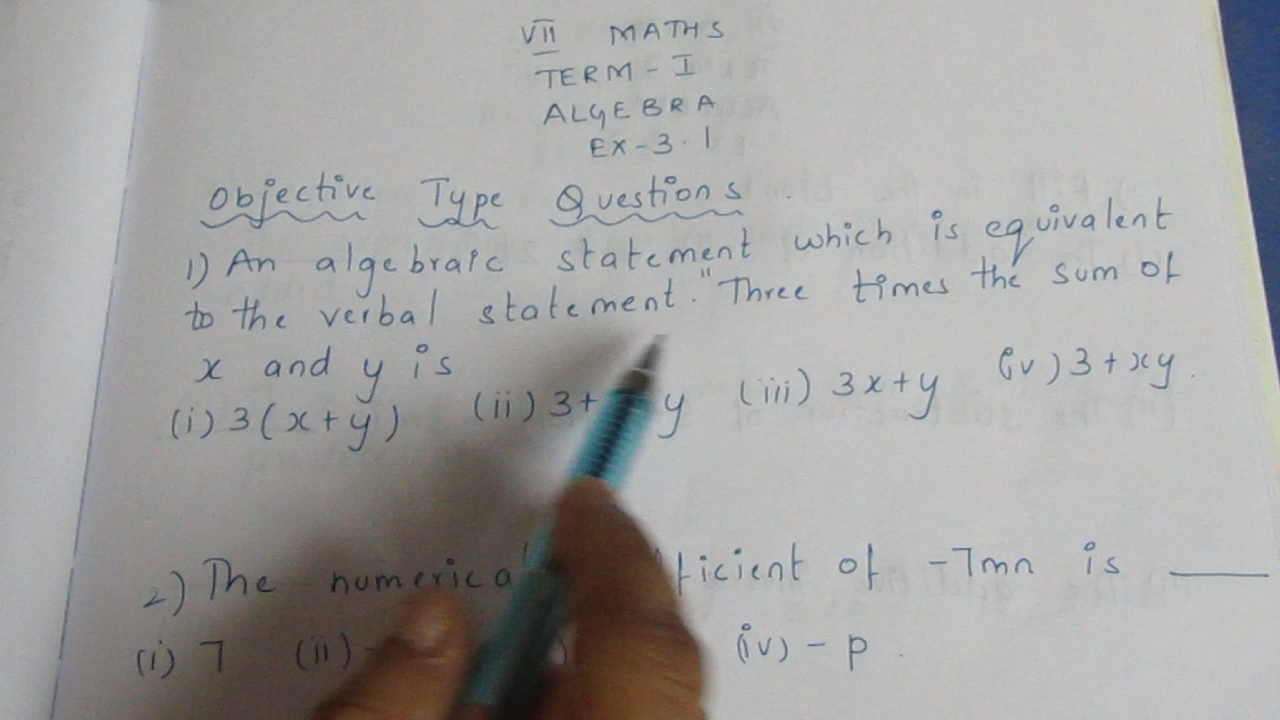 VII MATHS
TERM - I
ALGEBRA
EX - 3.1
Objective Type Questions.
1) An algebraic statement which is equivalent
to the verbal statement. "Three times the sum of
x and y is
(i) 3(x+y) (ii) 3+ y (iii) 3x+y (iv) 3+xy.
2) The of -7mn is ____
(i) 7 (ii) - (iv) - p.